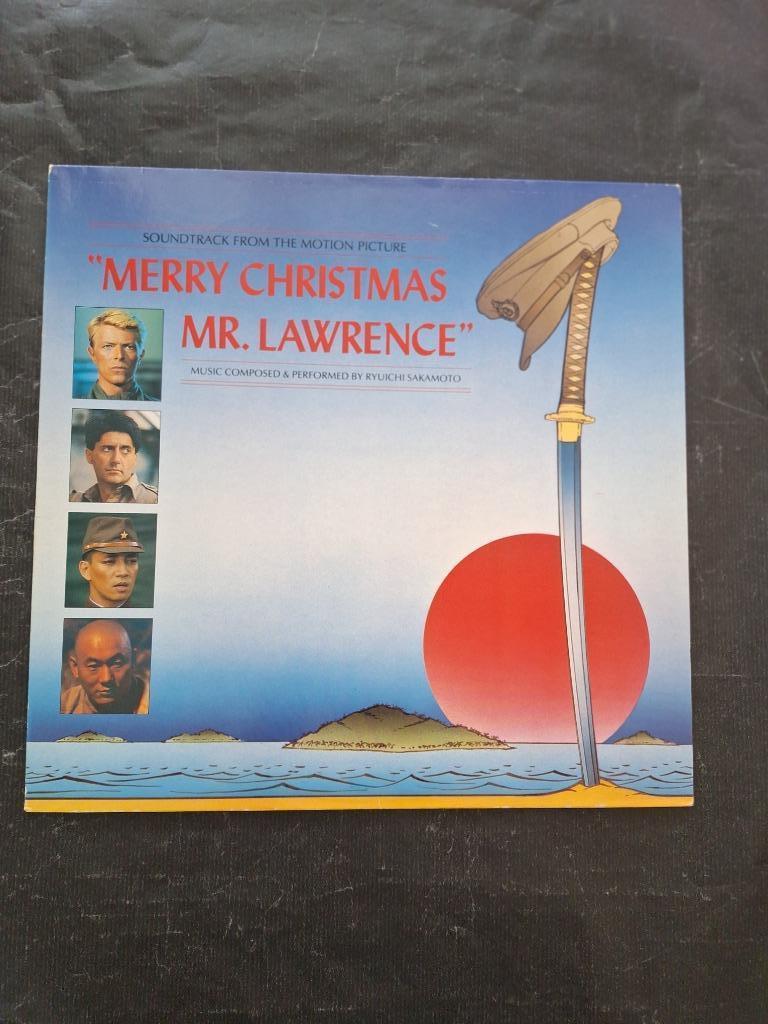 SOUNDTRACK FROM THE MOTION PICTURE
"MERRY CHRISTMAS
MR. LAWRENCE"
MUSIC COMPOSED & PERFORMED BY RYUICHI SAKAMOTO